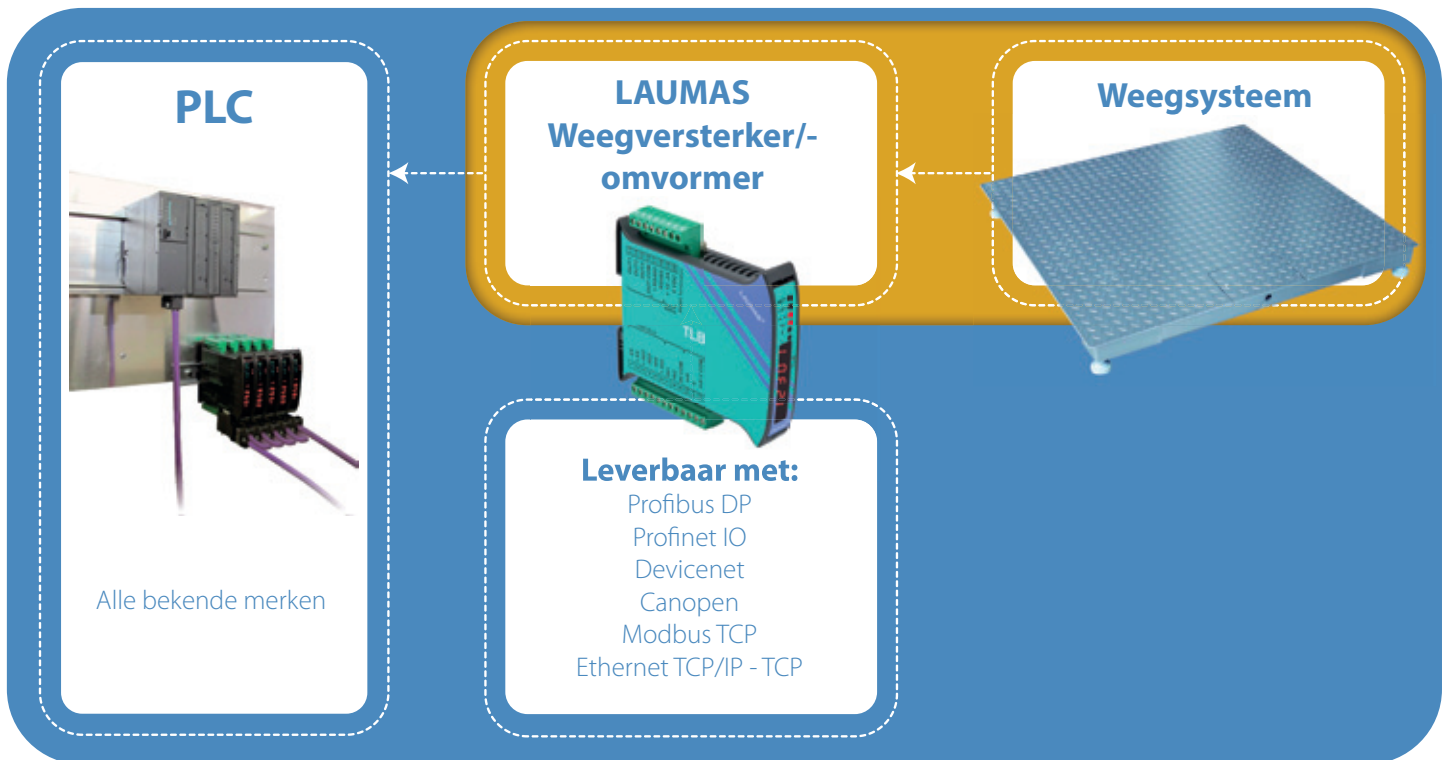 PLC
Alle bekende merken
LAUMAS
Weegversterker/-
omvormer
TLB
Leverbaar met:
Profibus DP
Profinet IO
Devicenet
Canopen
Modbus TCP
Ethernet TCP/IP - TCP
Weegsysteem